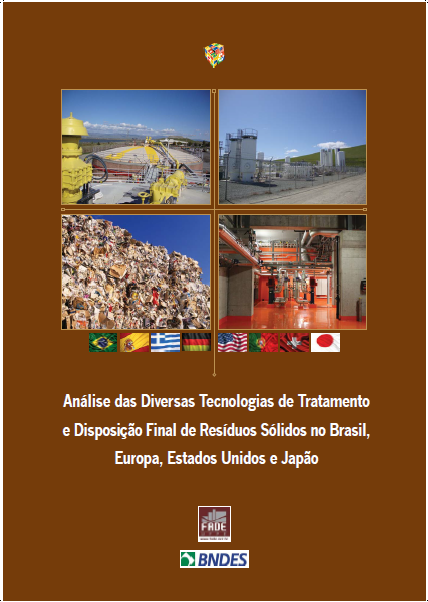 Análise das Diversas Tecnologias de Tratamento
e Disposição Final de Resíduos Sólidos no Brasil,
Europa, Estados Unidos e Japão
FADE
BNDES